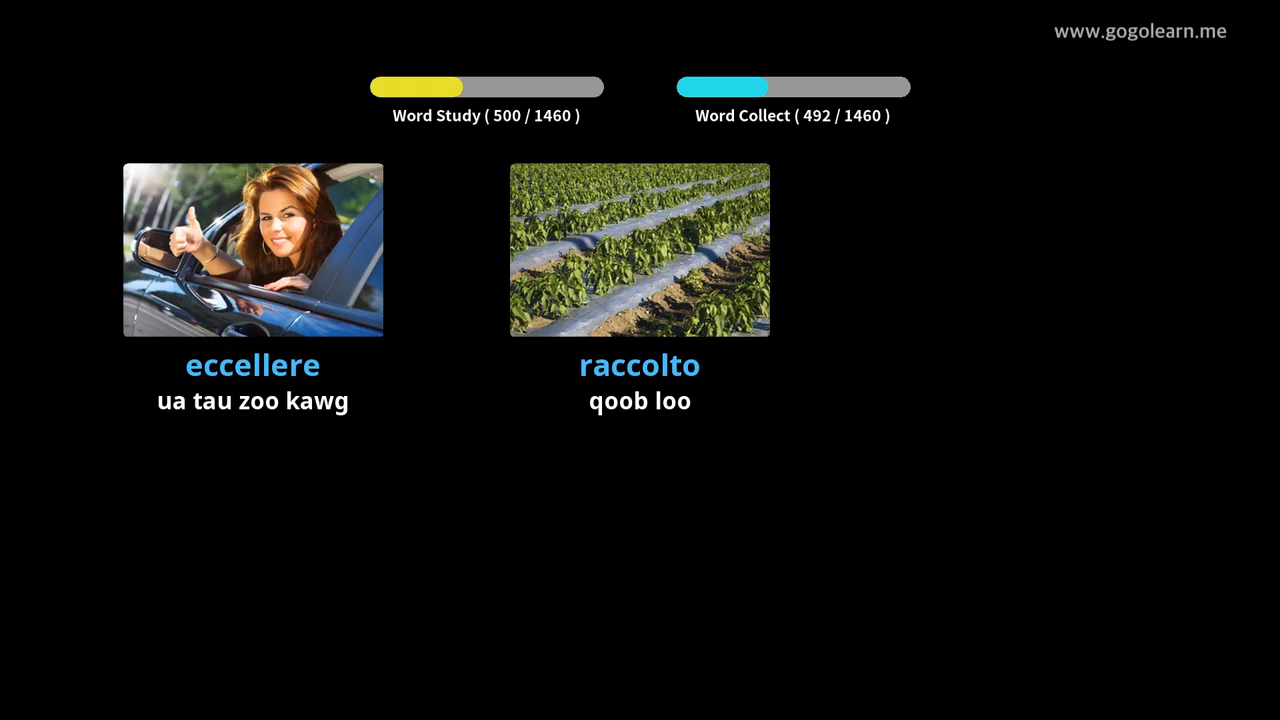 www.gogolearn.me
Word Study ( 500 / 1460 )
Word Collect ( 492 / 1460 )
eccellere
ua tau zoo kawg
raccolto
qoob loo